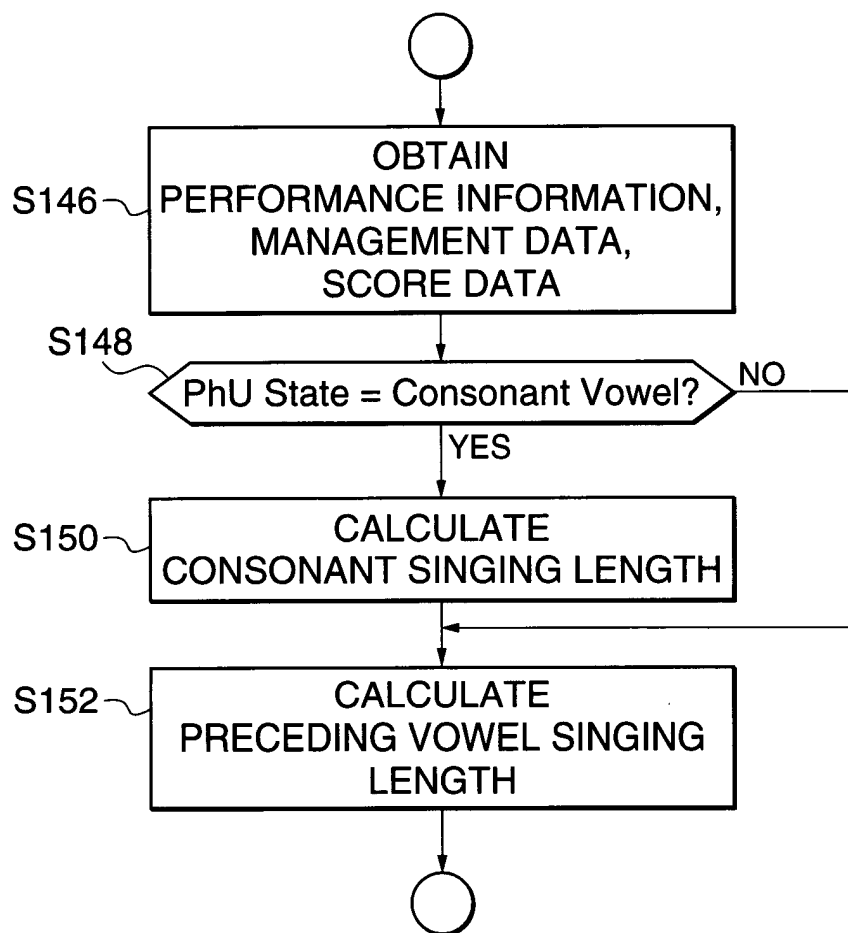 S146
OBTAIN
PERFORMANCE INFORMATION,
MANAGEMENT DATA,
SCORE DATA
S148
PhU State = Consonant Vowel?
NO
YES
S150
CALCULATE
CONSONANT SINGING LENGTH
S152
CALCULATE
PRECEDING VOWEL SINGING
LENGTH